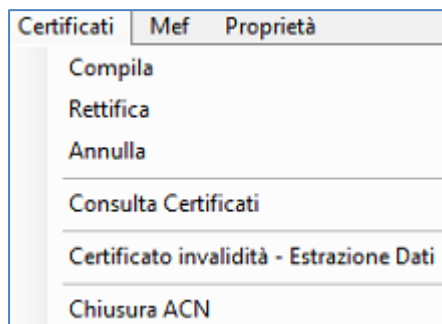 Certificati Mef Proprietà
Compila
Rettifica
Annulla
Consulta Certificati
Certificato invalidità - Estrazione Dati
Chiusura ACN